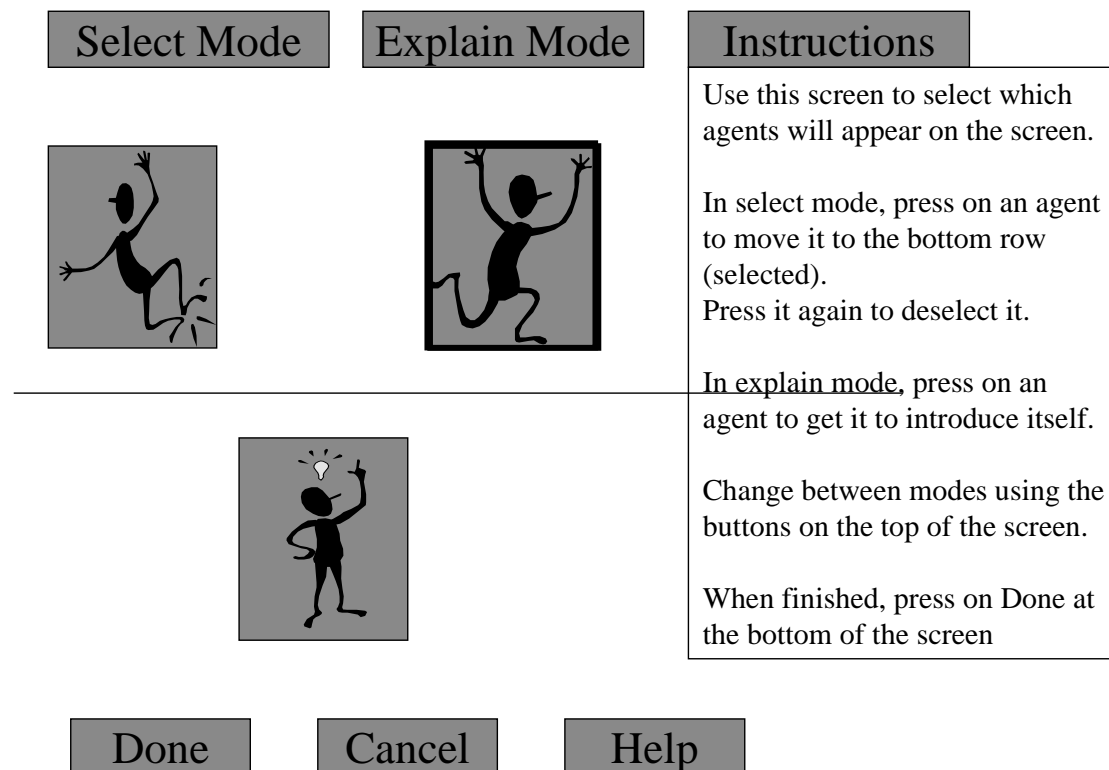 Select Mode
Explain Mode
Instructions
Use this screen to select which
agents will appear on the screen.
In select mode, press on an agent
to move it to the bottom row
(selected).
Press it again to deselect it.
In explain mode, press on an
agent to get it to introduce itself.
Change between modes using the
buttons on the top of the screen.
When finished, press on Done at
the bottom of the screen
Done
Cancel
Help